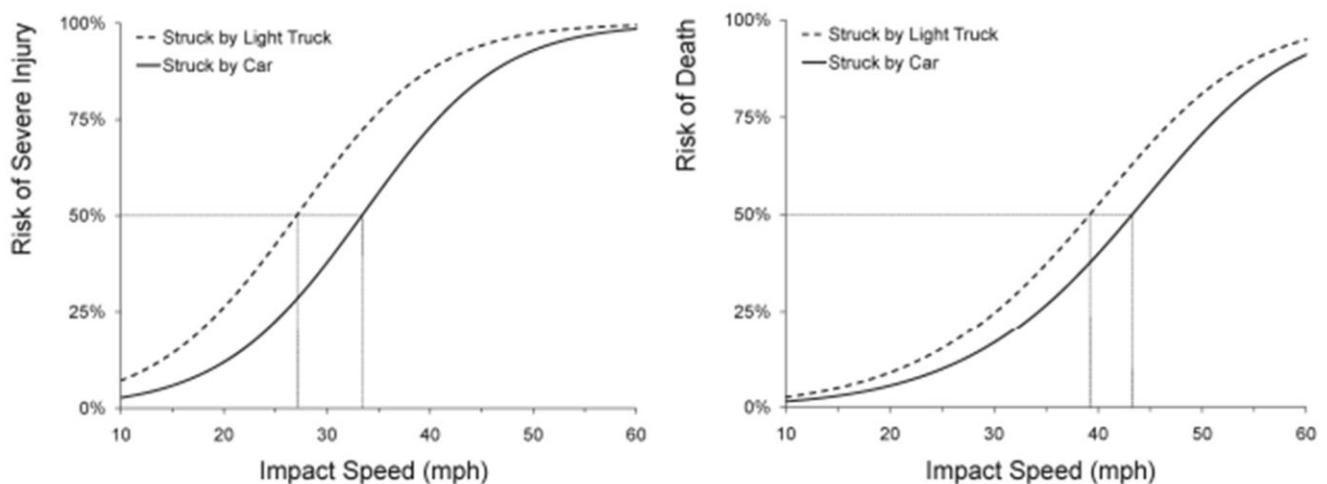 Risk of Severe Injury
100%
75%
50%
25%
0%
Struck by Light Truck
Struck by Car
10 20 30 40 50 60
Impact Speed (mph)
Risk of Death
100%
75%
50%
25%
0%
Struck by Light Truck
Struck by Car
10 20 30 40 50 60
Impact Speed (mph)